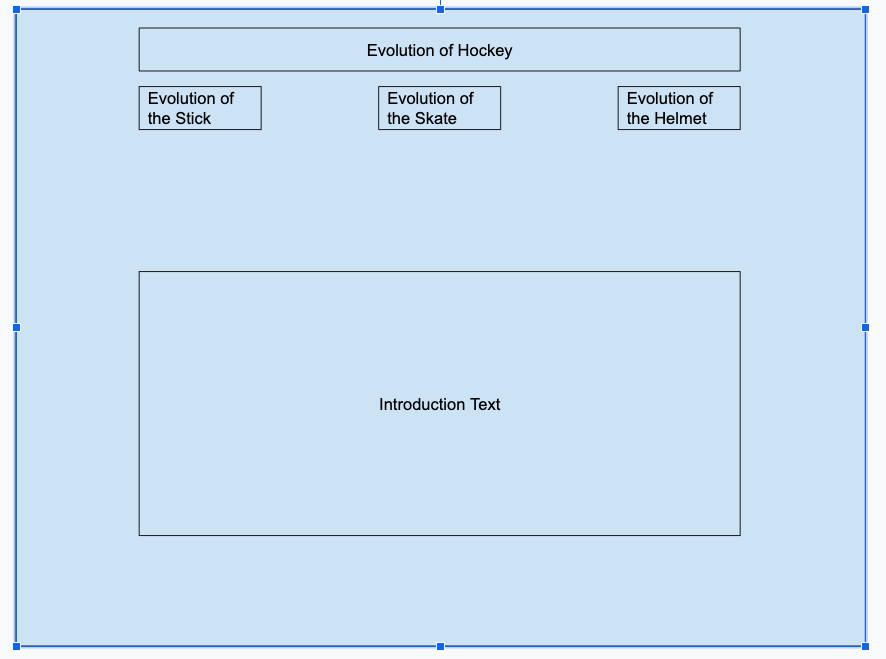 Evolution of Hockey
Evolution of
the Stick
Evolution of
the Skate
Evolution of
the Helmet
Introduction Text